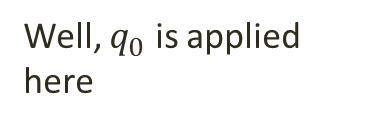 Well, q₀ is applied
here